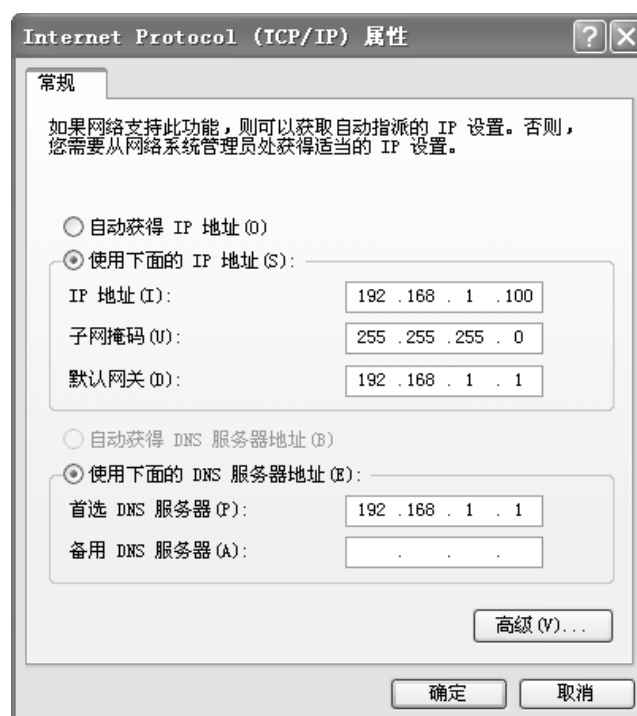 Internet Protocol (TCP/IP) 属性
常规
如果网络支持此功能，则可以获取自动指派的 IP 设置。否则，
您需要从网络系统管理员处获得适当的 IP 设置。
自动获得 IP 地址(O)
使用下面的 IP 地址(S):
IP 地址(I): 192 .168 . 1 .100
子网掩码(U): 255 .255 .255 . 0
默认网关(D): 192 .168 . 1 . 1
自动获得 DNS 服务器地址(B)
使用下面的 DNS 服务器地址(E):
首选 DNS 服务器(P): 192 .168 . 1 . 1
备用 DNS 服务器(A): . . .
高级(V)...
确定 取消